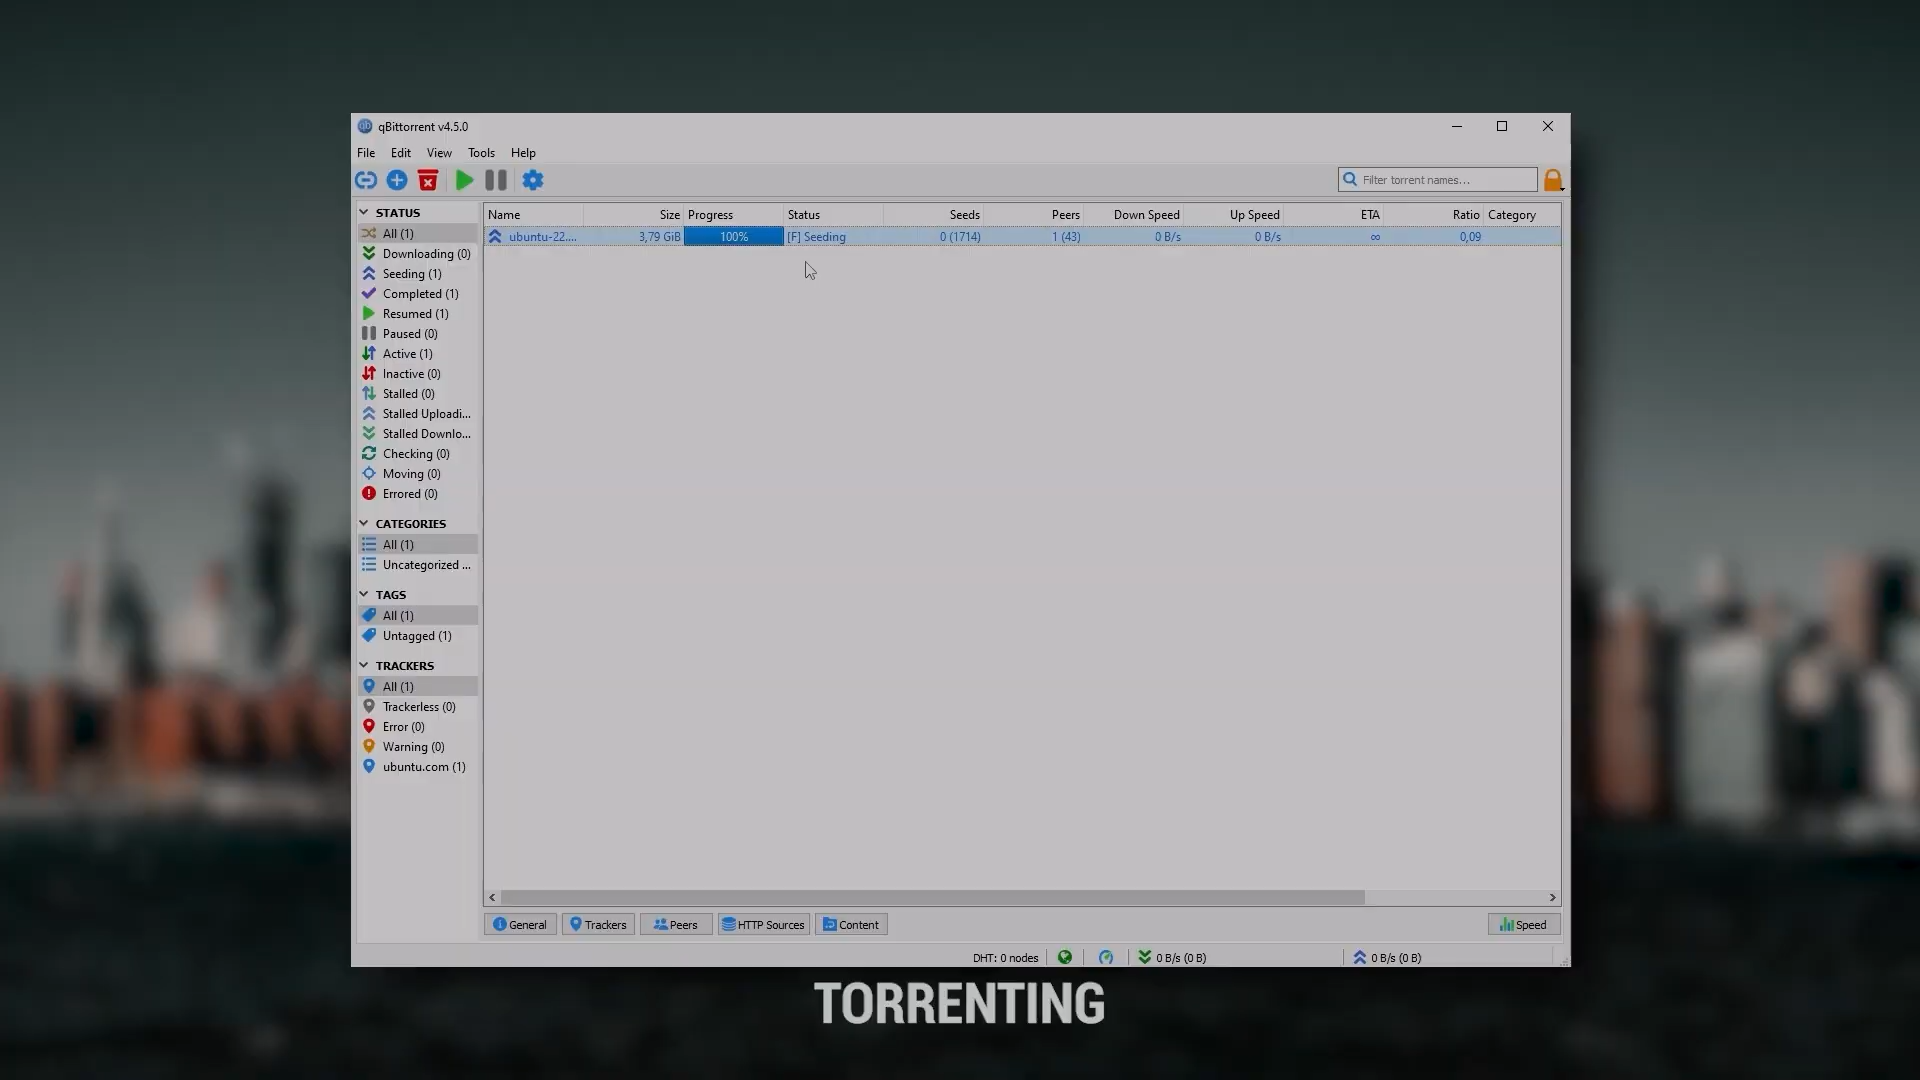 qBittorrent v4.5.0
File Edit View Tools Help
Filter torrent names...
STATUS
All (1)
Downloading (0)
Seeding (1)
Completed (1)
Resumed (1)
Paused (0)
Active (1)
Inactive (0)
Stalled (0)
Stalled Uploadi...
Stalled Downlo...
Checking (0)
Moving (0)
Errored (0)
CATEGORIES
All (1)
Uncategorized ...
TAGS
All (1)
Untagged (1)
TRACKERS
All (1)
Trackerless (0)
Error (0)
Warning (0)
ubuntu.com (1)
Name Size Progress Status Seeds Peers Down Speed Up Speed ETA Ratio Category
ubuntu-22.... 3,79 GiB 100% [F] Seeding 0 (1714) 1 (43) 0 B/s 0 B/s ∞ 0,09
General Trackers Peers HTTP Sources Content Speed
DHT: 0 nodes 0 B/s (0 B) 0 B/s (0 B)
TORRENTING